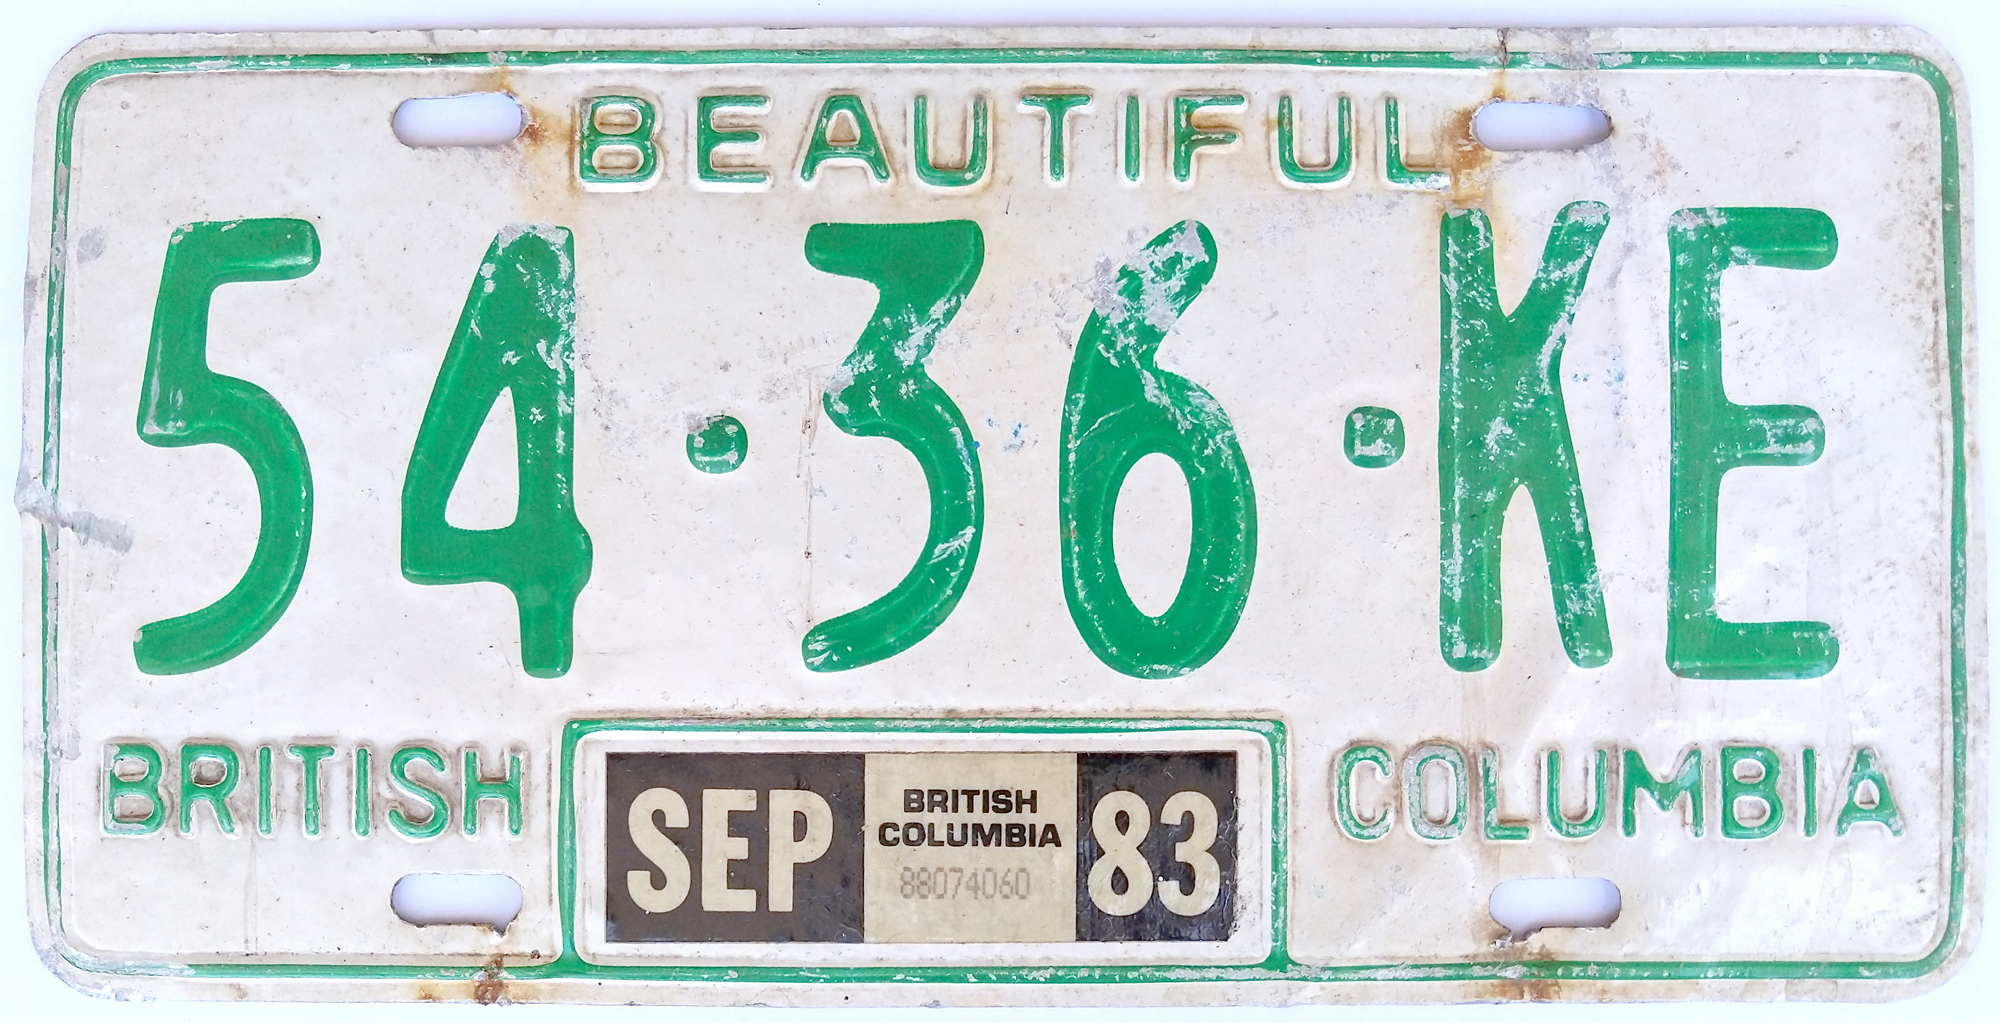 BEAUTIFUL
54·36·KE
BRITISH
SEP
BRITISH
COLUMBIA
88074060
83
COLUMBIA